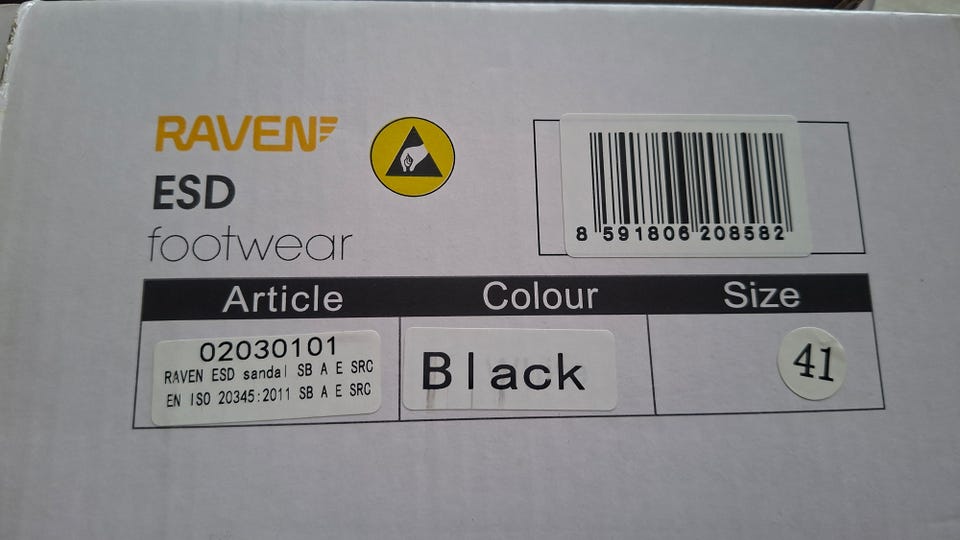 RAVEN
ESD
footwear
8 591806 208582
Article Colour Size
02030101
RAVEN ESD sandal SB A E SRC
EN ISO 20345:2011 SB A E SRC
Black
41